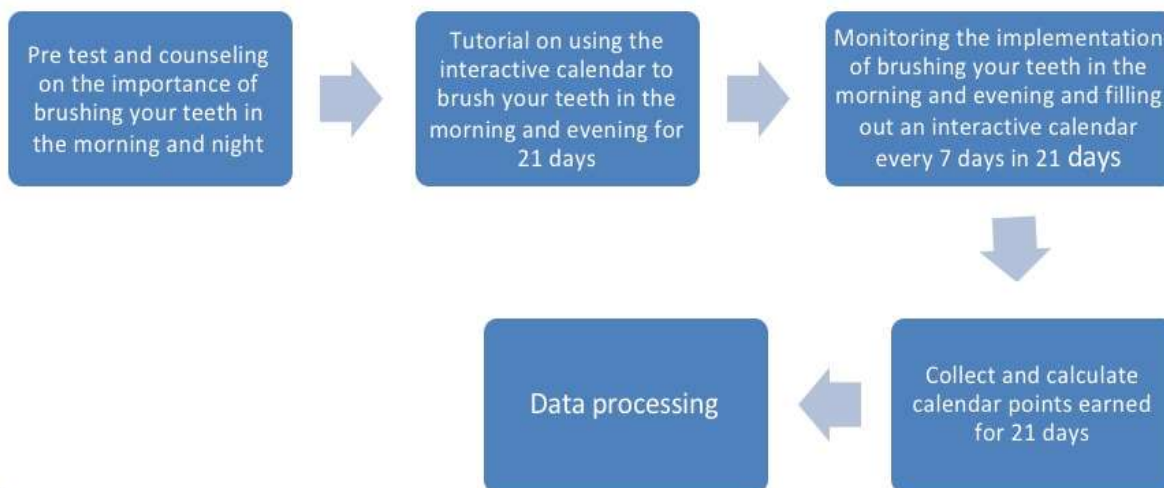 Pre test and counseling
on the importance of
brushing your teeth in
the morning and night
Tutorial on using the
interactive calendar to
brush your teeth in the
morning and evening for
21 days
Monitoring the implementation
of brushing your teeth in the
morning and evening and filling
out an interactive calendar
every 7 days in 21 days
Collect and calculate
calendar points earned
for 21 days
Data processing